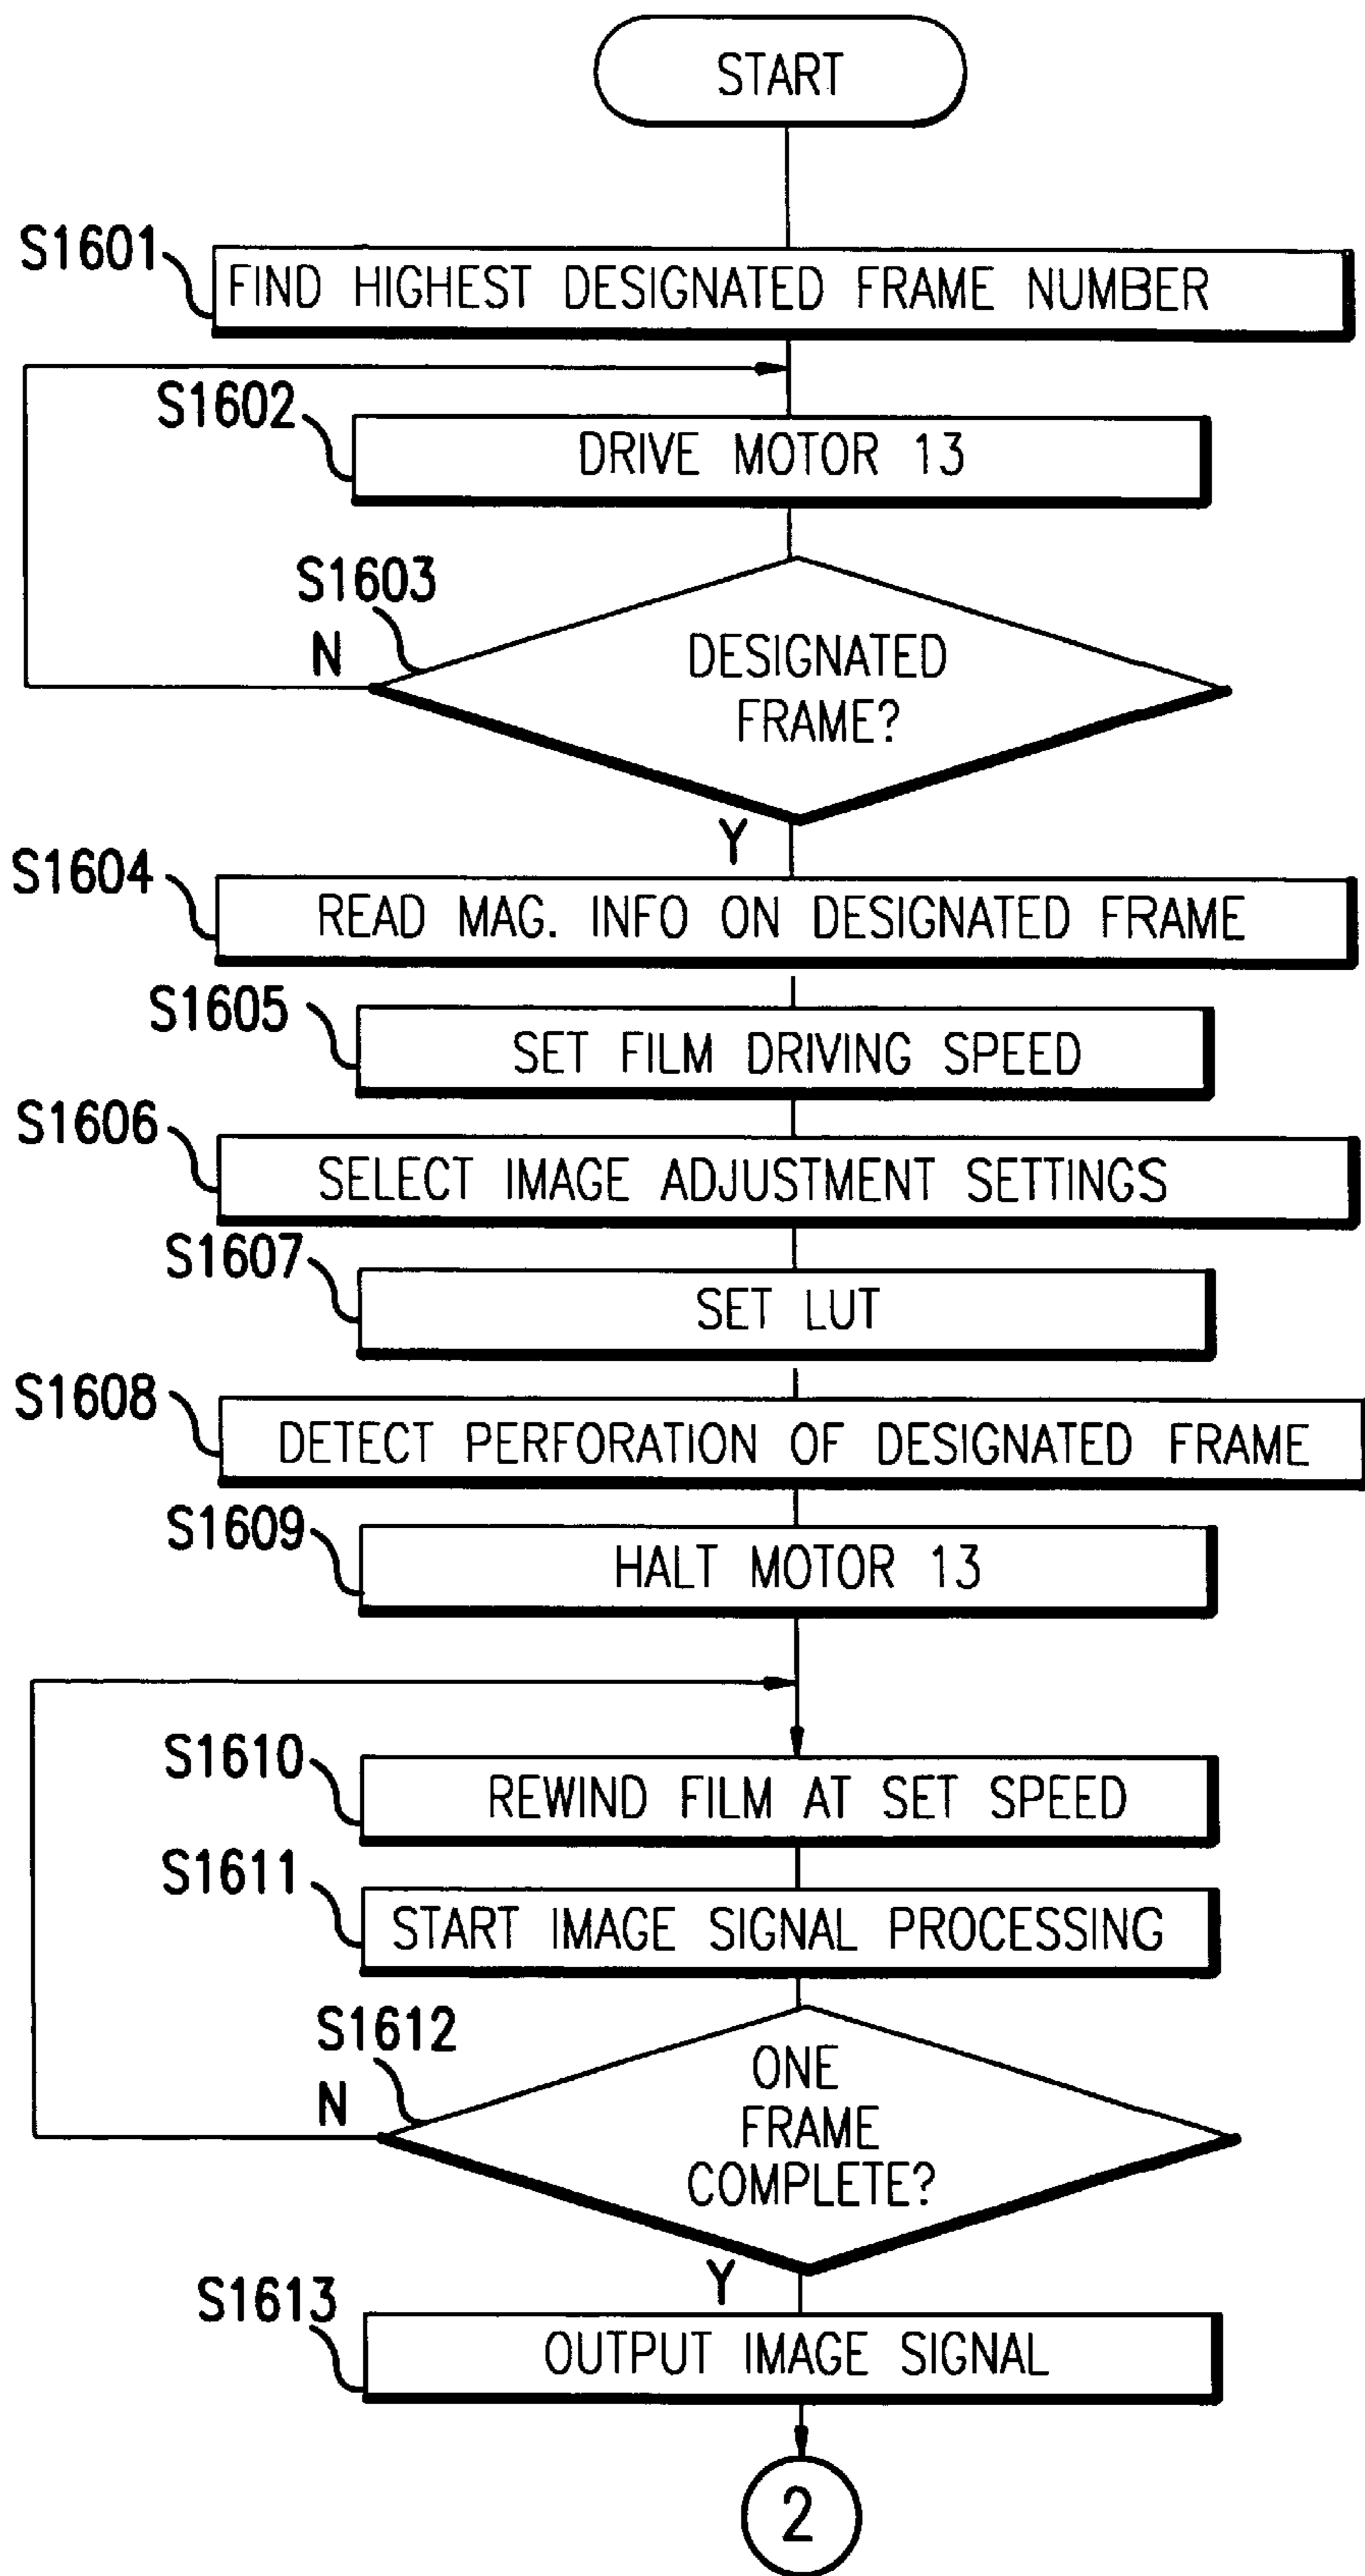 START
S1601
FIND HIGHEST DESIGNATED FRAME NUMBER
S1602
DRIVE MOTOR 13
S1603
N
DESIGNATED
FRAME?
Y
S1604
READ MAG. INFO ON DESIGNATED FRAME
S1605
SET FILM DRIVING SPEED
S1606
SELECT IMAGE ADJUSTMENT SETTINGS
S1607
SET LUT
S1608
DETECT PERFORATION OF DESIGNATED FRAME
S1609
HALT MOTOR 13
S1610
REWIND FILM AT SET SPEED
S1611
START IMAGE SIGNAL PROCESSING
S1612
N
ONE
FRAME
COMPLETE?
Y
S1613
OUTPUT IMAGE SIGNAL
2